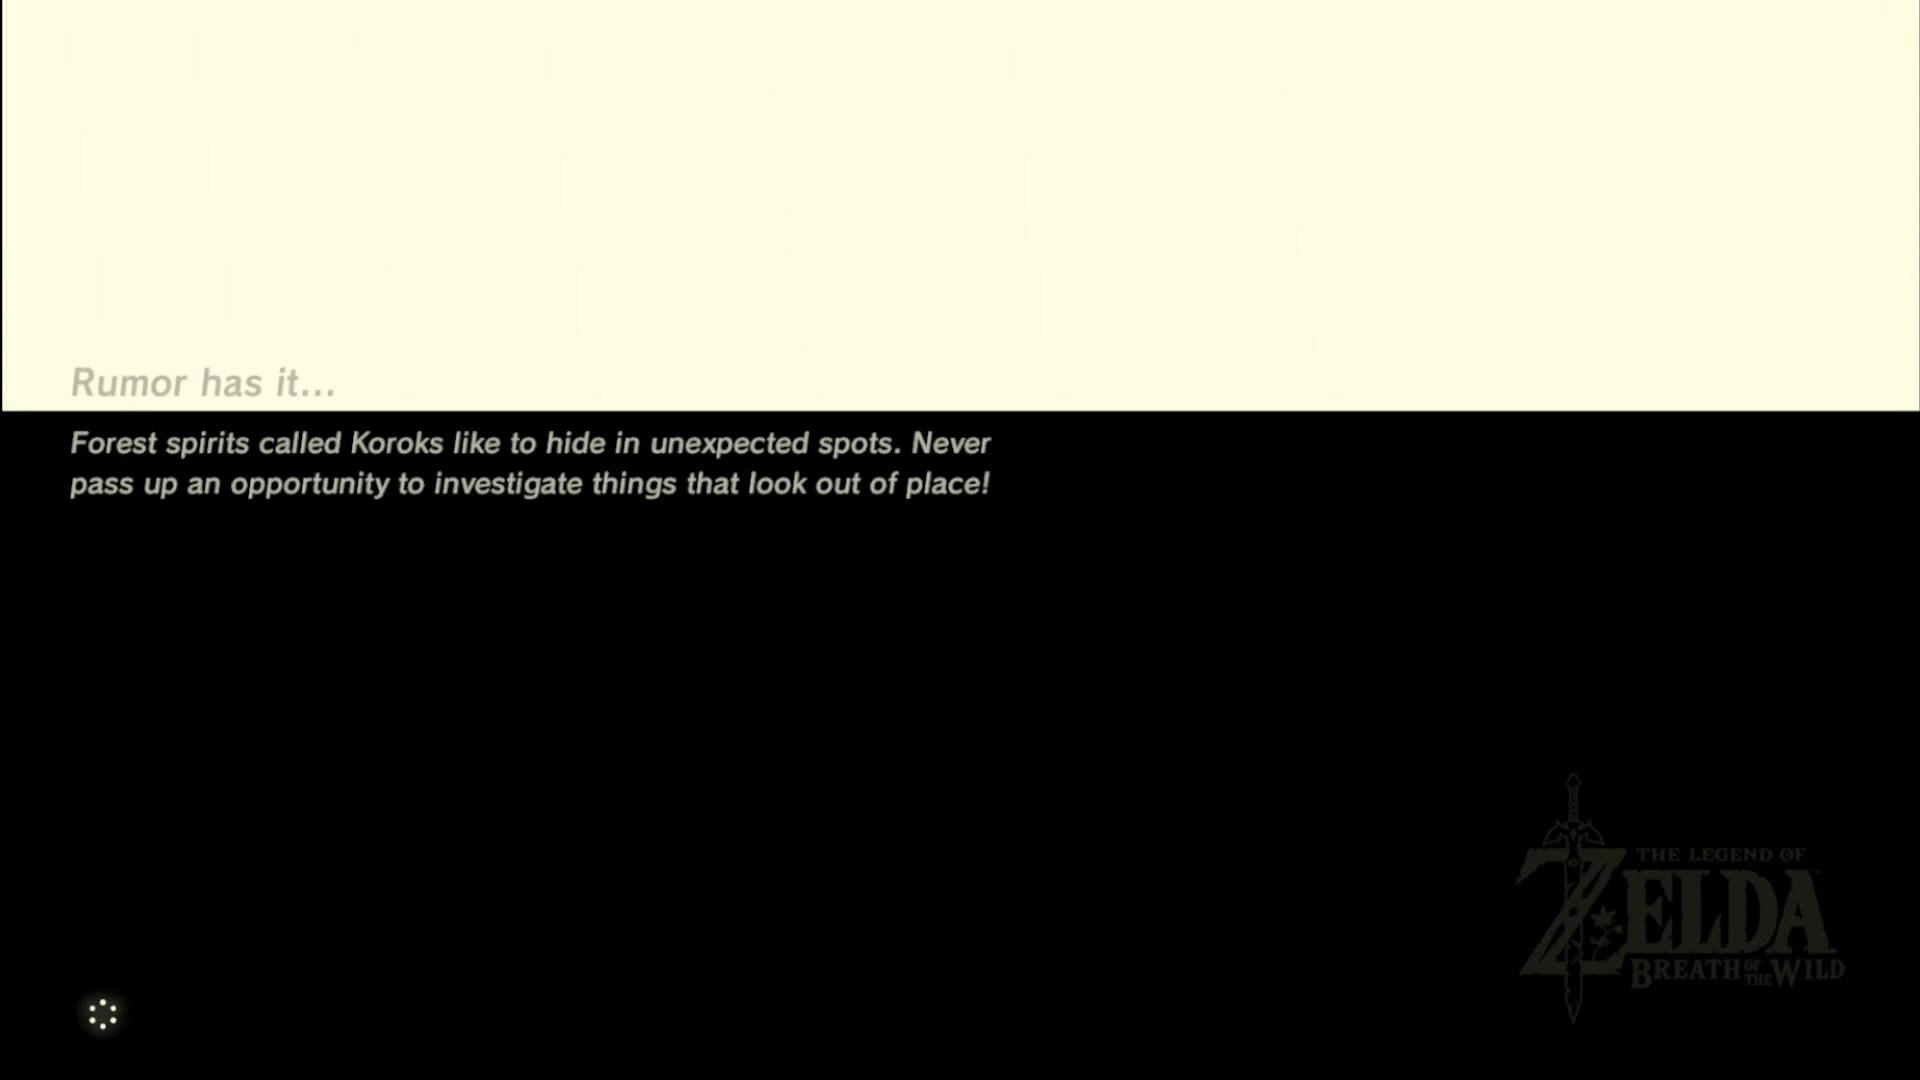 Rumor has it...
Forest spirits called Koroks like to hide in unexpected spots. Never
pass up an opportunity to investigate things that look out of place!
THE LEGEND OF
ZELDA
BREATH OF THE WILD